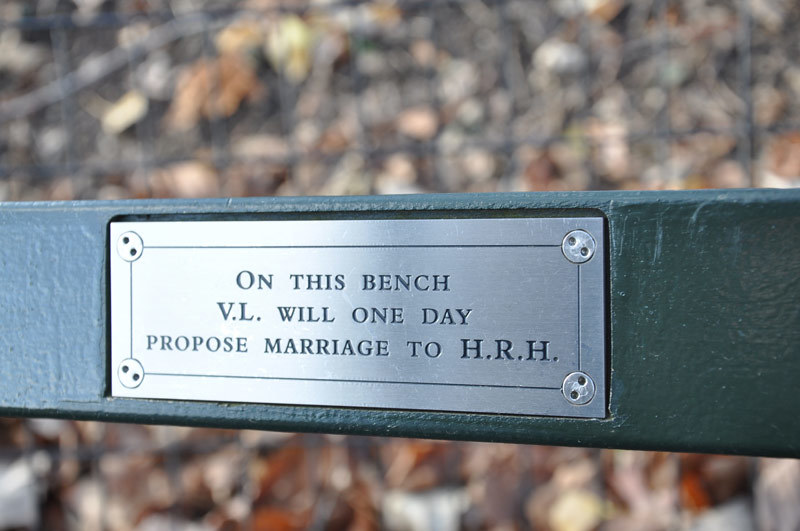 On this bench
V.L. will one day
propose marriage to H.R.H.